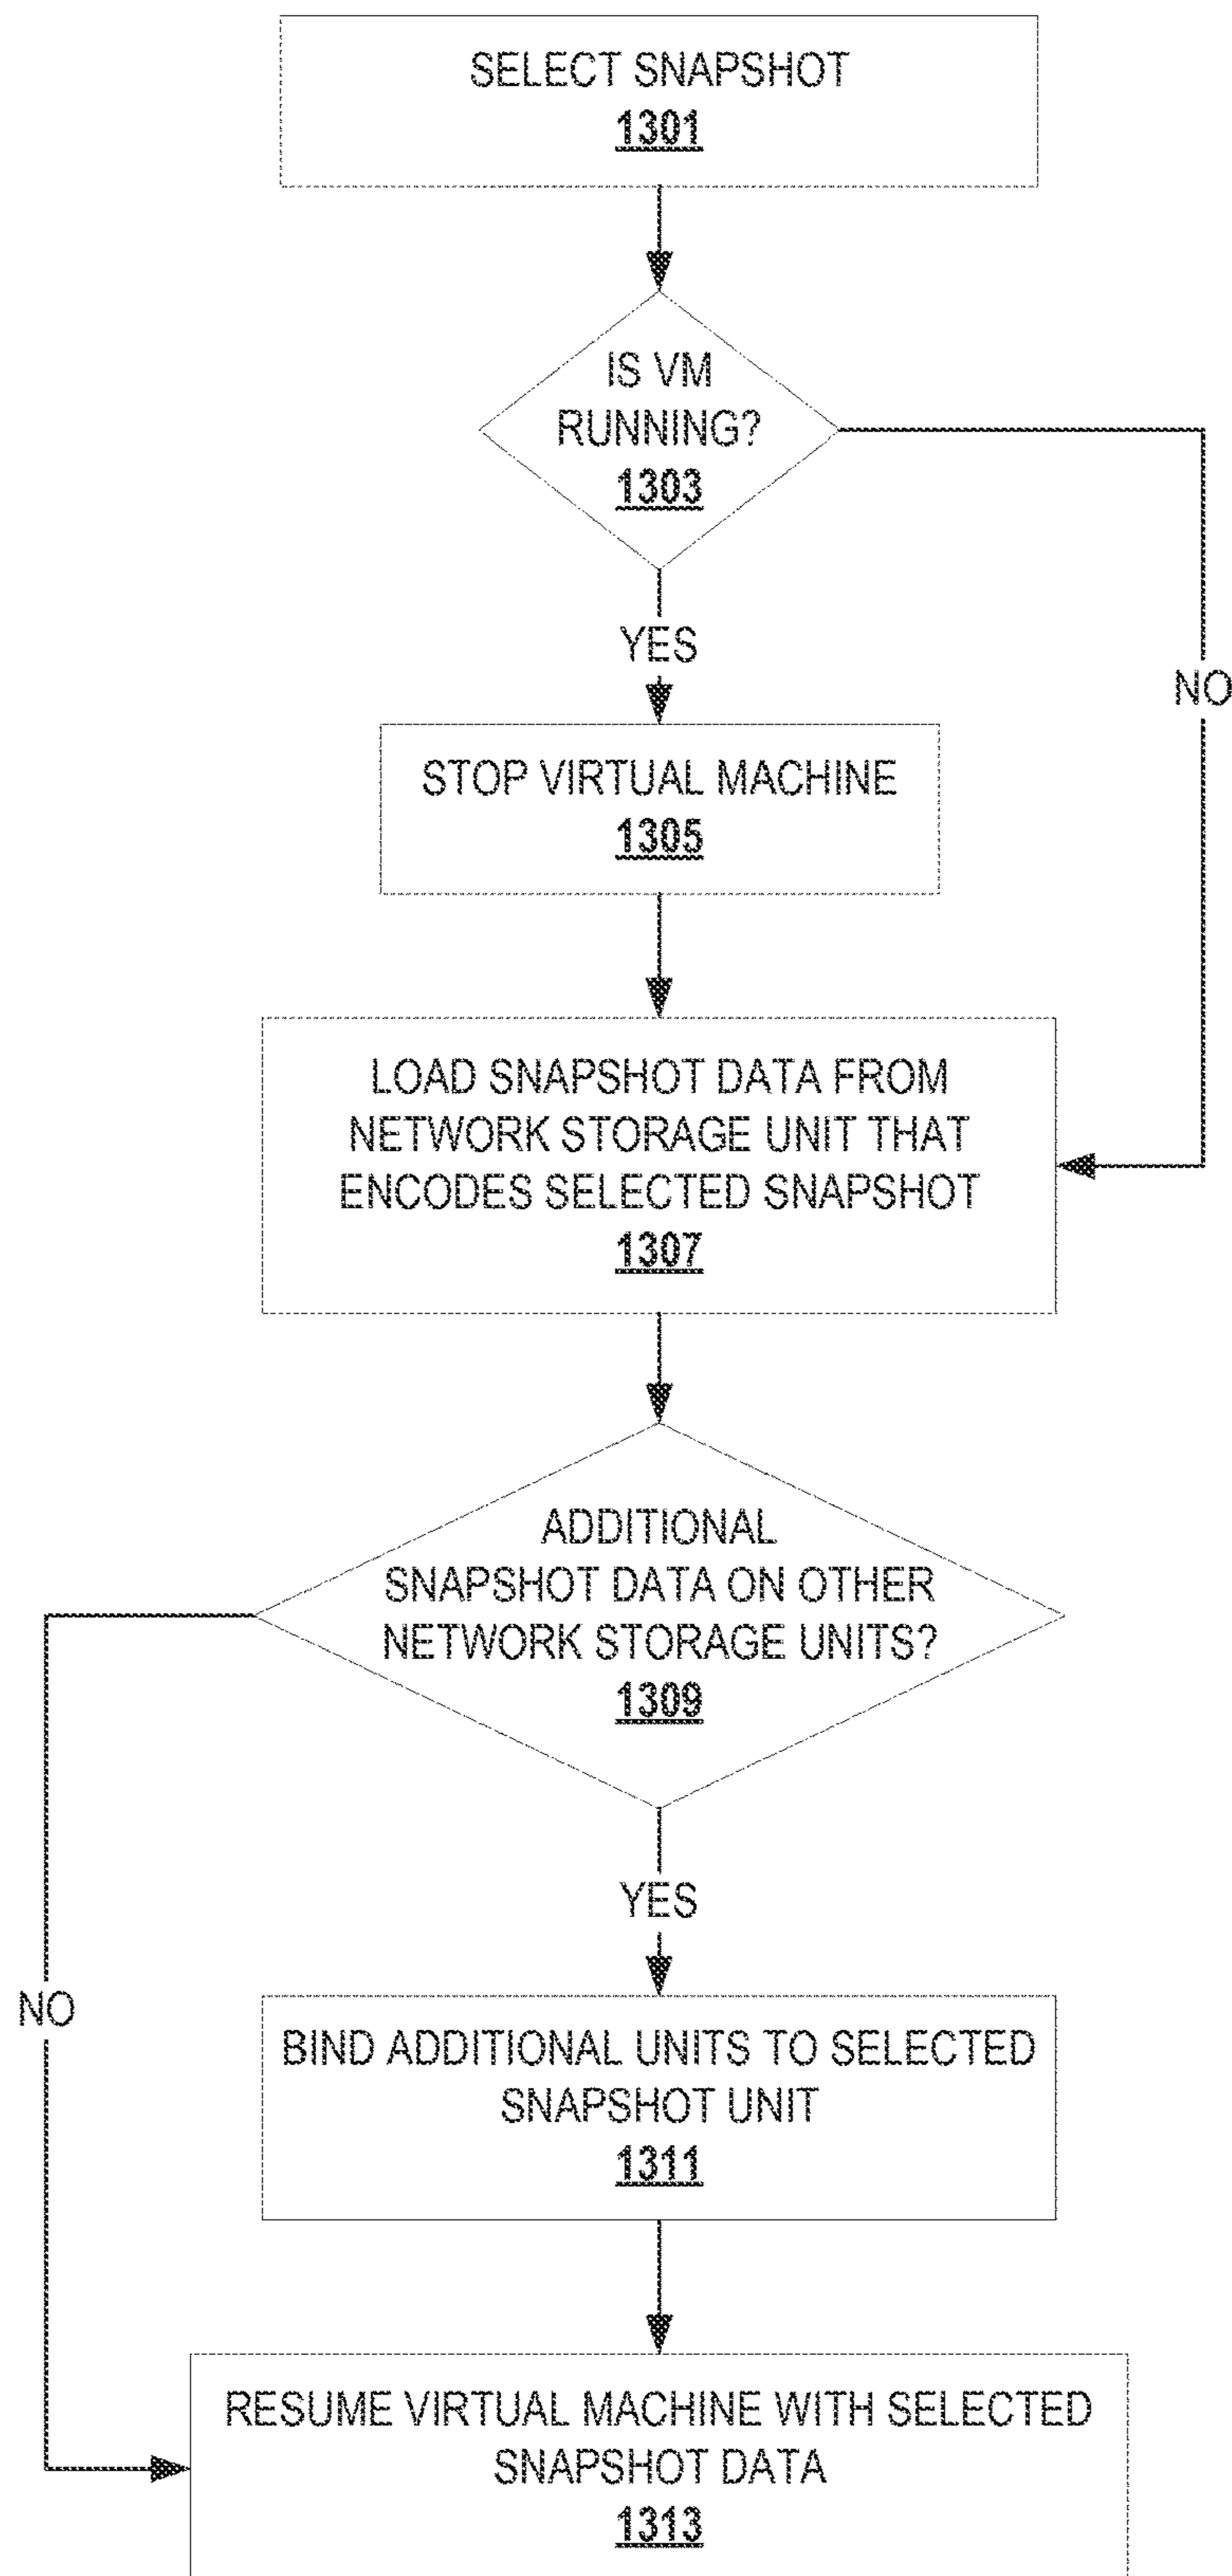 SELECT SNAPSHOT
1301
IS VM
RUNNING?
1303
YES
NO
STOP VIRTUAL MACHINE
1305
LOAD SNAPSHOT DATA FROM
NETWORK STORAGE UNIT THAT
ENCODES SELECTED SNAPSHOT
1307
ADDITIONAL
SNAPSHOT DATA ON OTHER
NETWORK STORAGE UNITS?
1309
YES
NO
BIND ADDITIONAL UNITS TO SELECTED
SNAPSHOT UNIT
1311
RESUME VIRTUAL MACHINE WITH SELECTED
SNAPSHOT DATA
1313